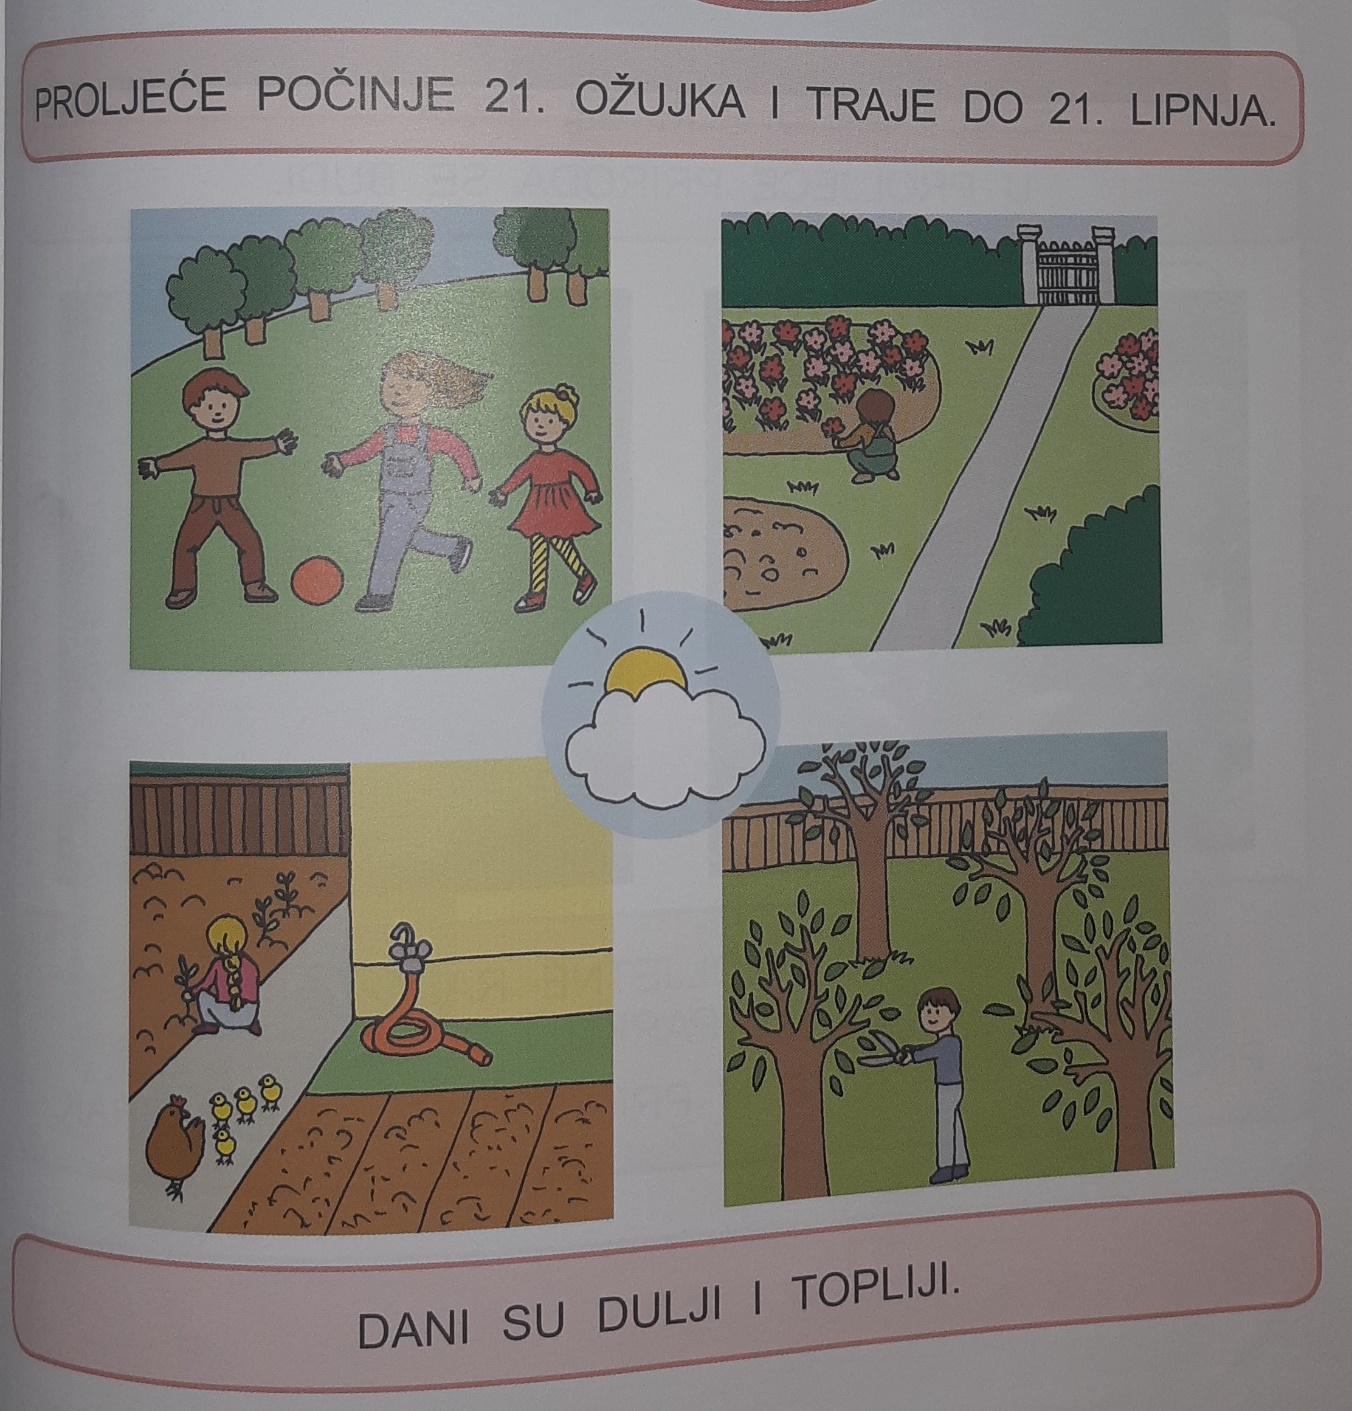 PROLJEĆE POČINJE 21. OŽUJKA I TRAJE DO 21. LIPNJA.
DANI SU DULJI I TOPLIJI.